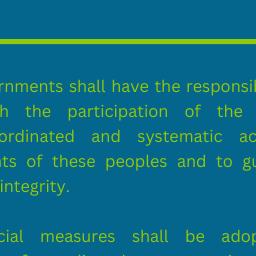 rnments shall have the responsi
h the participation of the
ordinated and systematic ac
ts of these peoples and to gu
integrity.
cial measures shall be adop